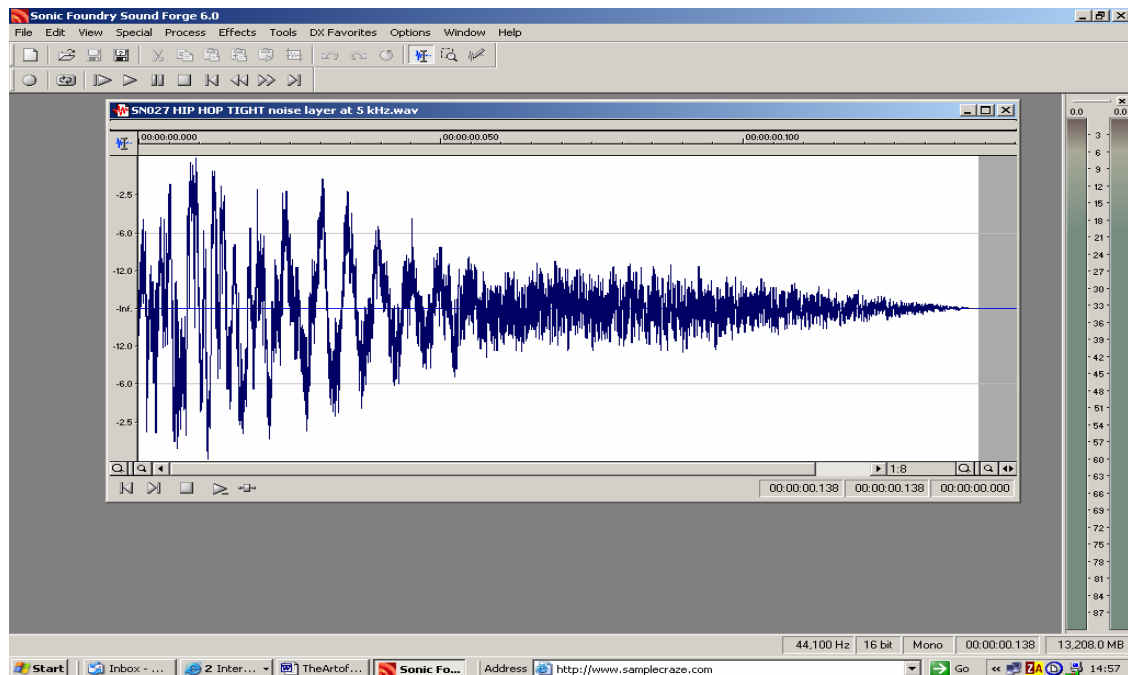 Sonic Foundry Sound Forge 6.0
File Edit View Special Process Effects Tools DX Favorites Options Window Help
SN027 HIP HOP TIGHT noise layer at 5 kHz.wav
00:00:00.000 00:00:00.050 00:00:00.100
-2.5
-6.0
-12.0
-Inf.
-12.0
-6.0
-2.5
1:8
00:00:00.138 00:00:00.138 00:00:00.000
0.0 0.0
- 3 -
- 6 -
- 9 -
- 12 -
- 15 -
- 18 -
- 21 -
- 24 -
- 27 -
- 30 -
- 33 -
- 36 -
- 39 -
- 42 -
- 45 -
- 48 -
- 51 -
- 54 -
- 57 -
- 60 -
- 63 -
- 66 -
- 69 -
- 72 -
- 75 -
- 78 -
- 81 -
- 84 -
- 87 -
44,100 Hz 16 bit Mono 00:00:00.138 13,208.0 MB
Start Inbox - ... 2 Inter... TheArtof... Sonic Fo... Address http://www.samplecraze.com Go « ZA 14:57